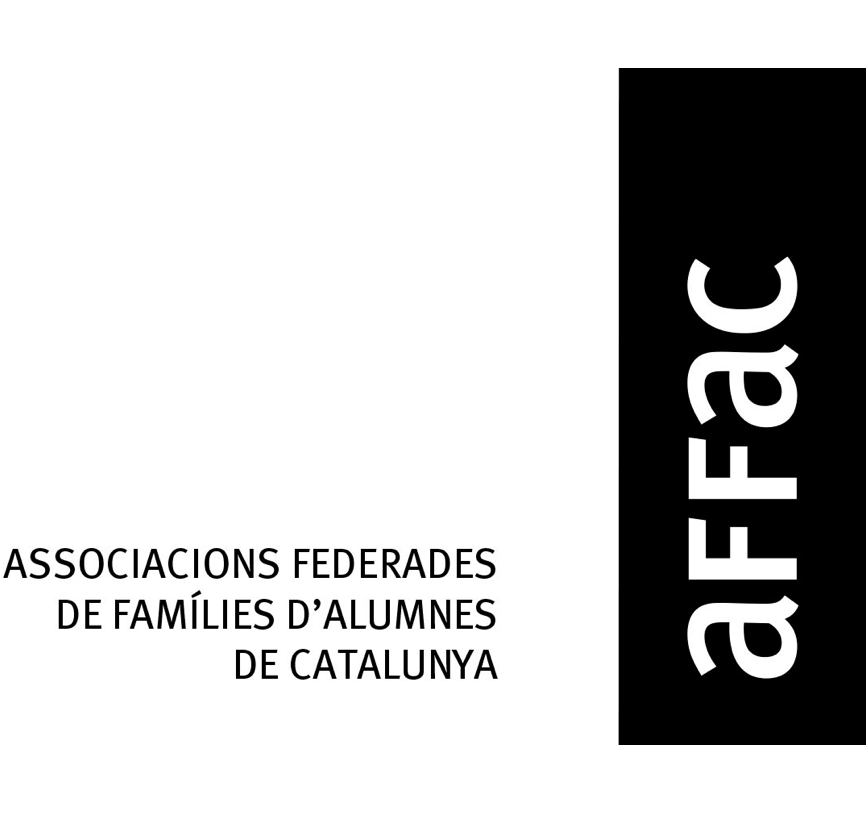 ASSOCIACIONS FEDERADES
DE FAMÍLIES D’ALUMNES
DE CATALUNYA
aFFac